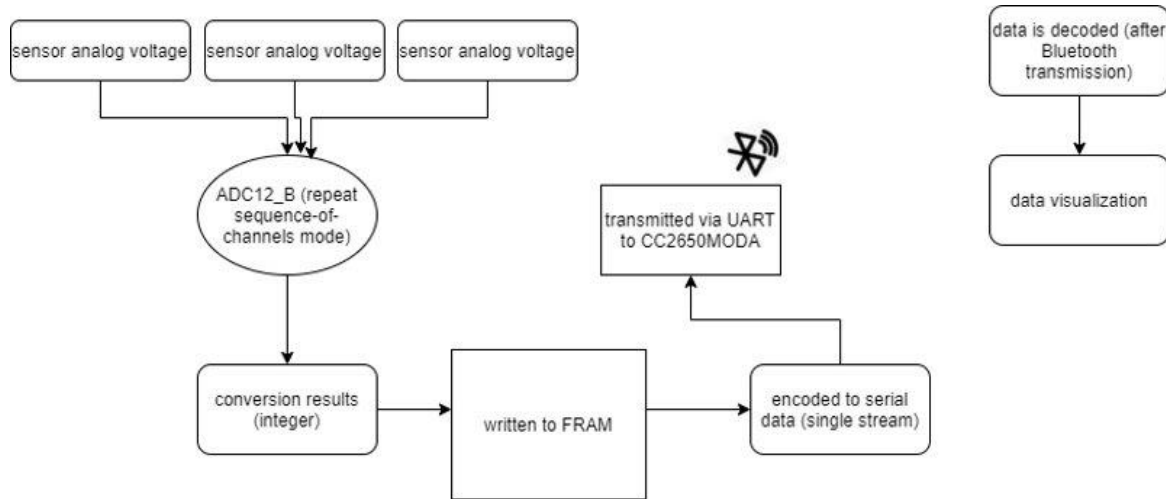 sensor analog voltage
sensor analog voltage
sensor analog voltage
data is decoded (after
Bluetooth
transmission)
ADC12_B (repeat
sequence-of-
channels mode)
transmitted via UART
to CC2650MODA
data visualization
conversion results
(integer)
written to FRAM
encoded to serial
data (single stream)